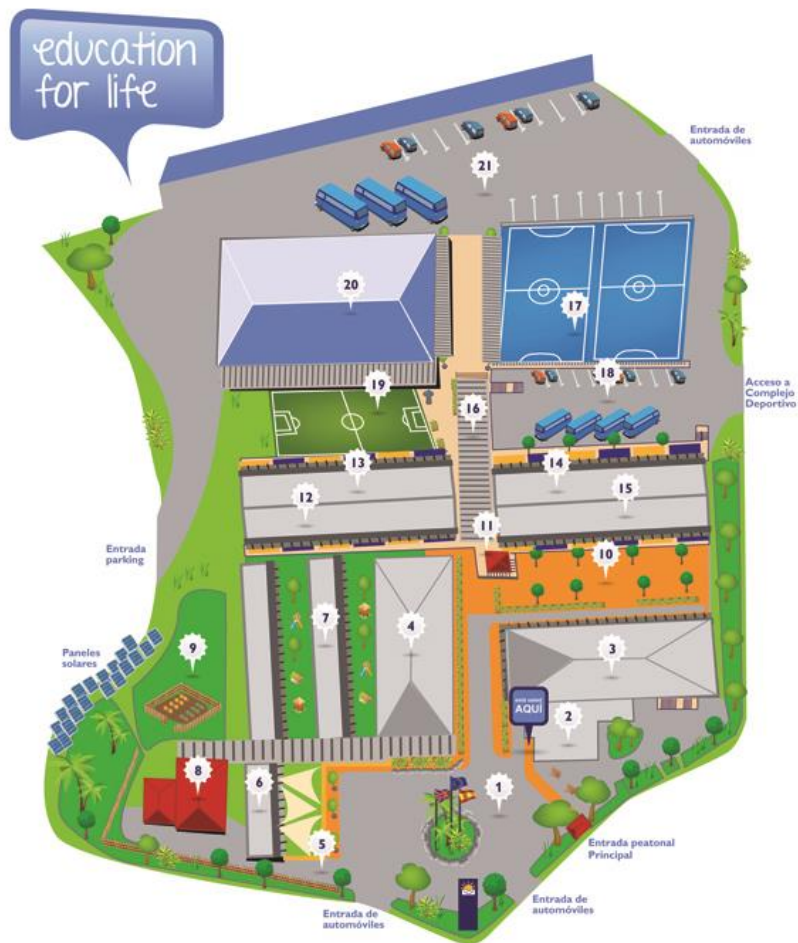 education
for life
Entrada de
automóviles
21
20
17
18
19
16
Acceso a
Complejo
Deportivo
13
14
12
15
11
10
Entrada
parking
7
4
9
3
Paneles
solares
AQUÍ
2
8
6
1
5
Entrada peatonal
Principal
Entrada de
automóviles
Entrada de
automóviles